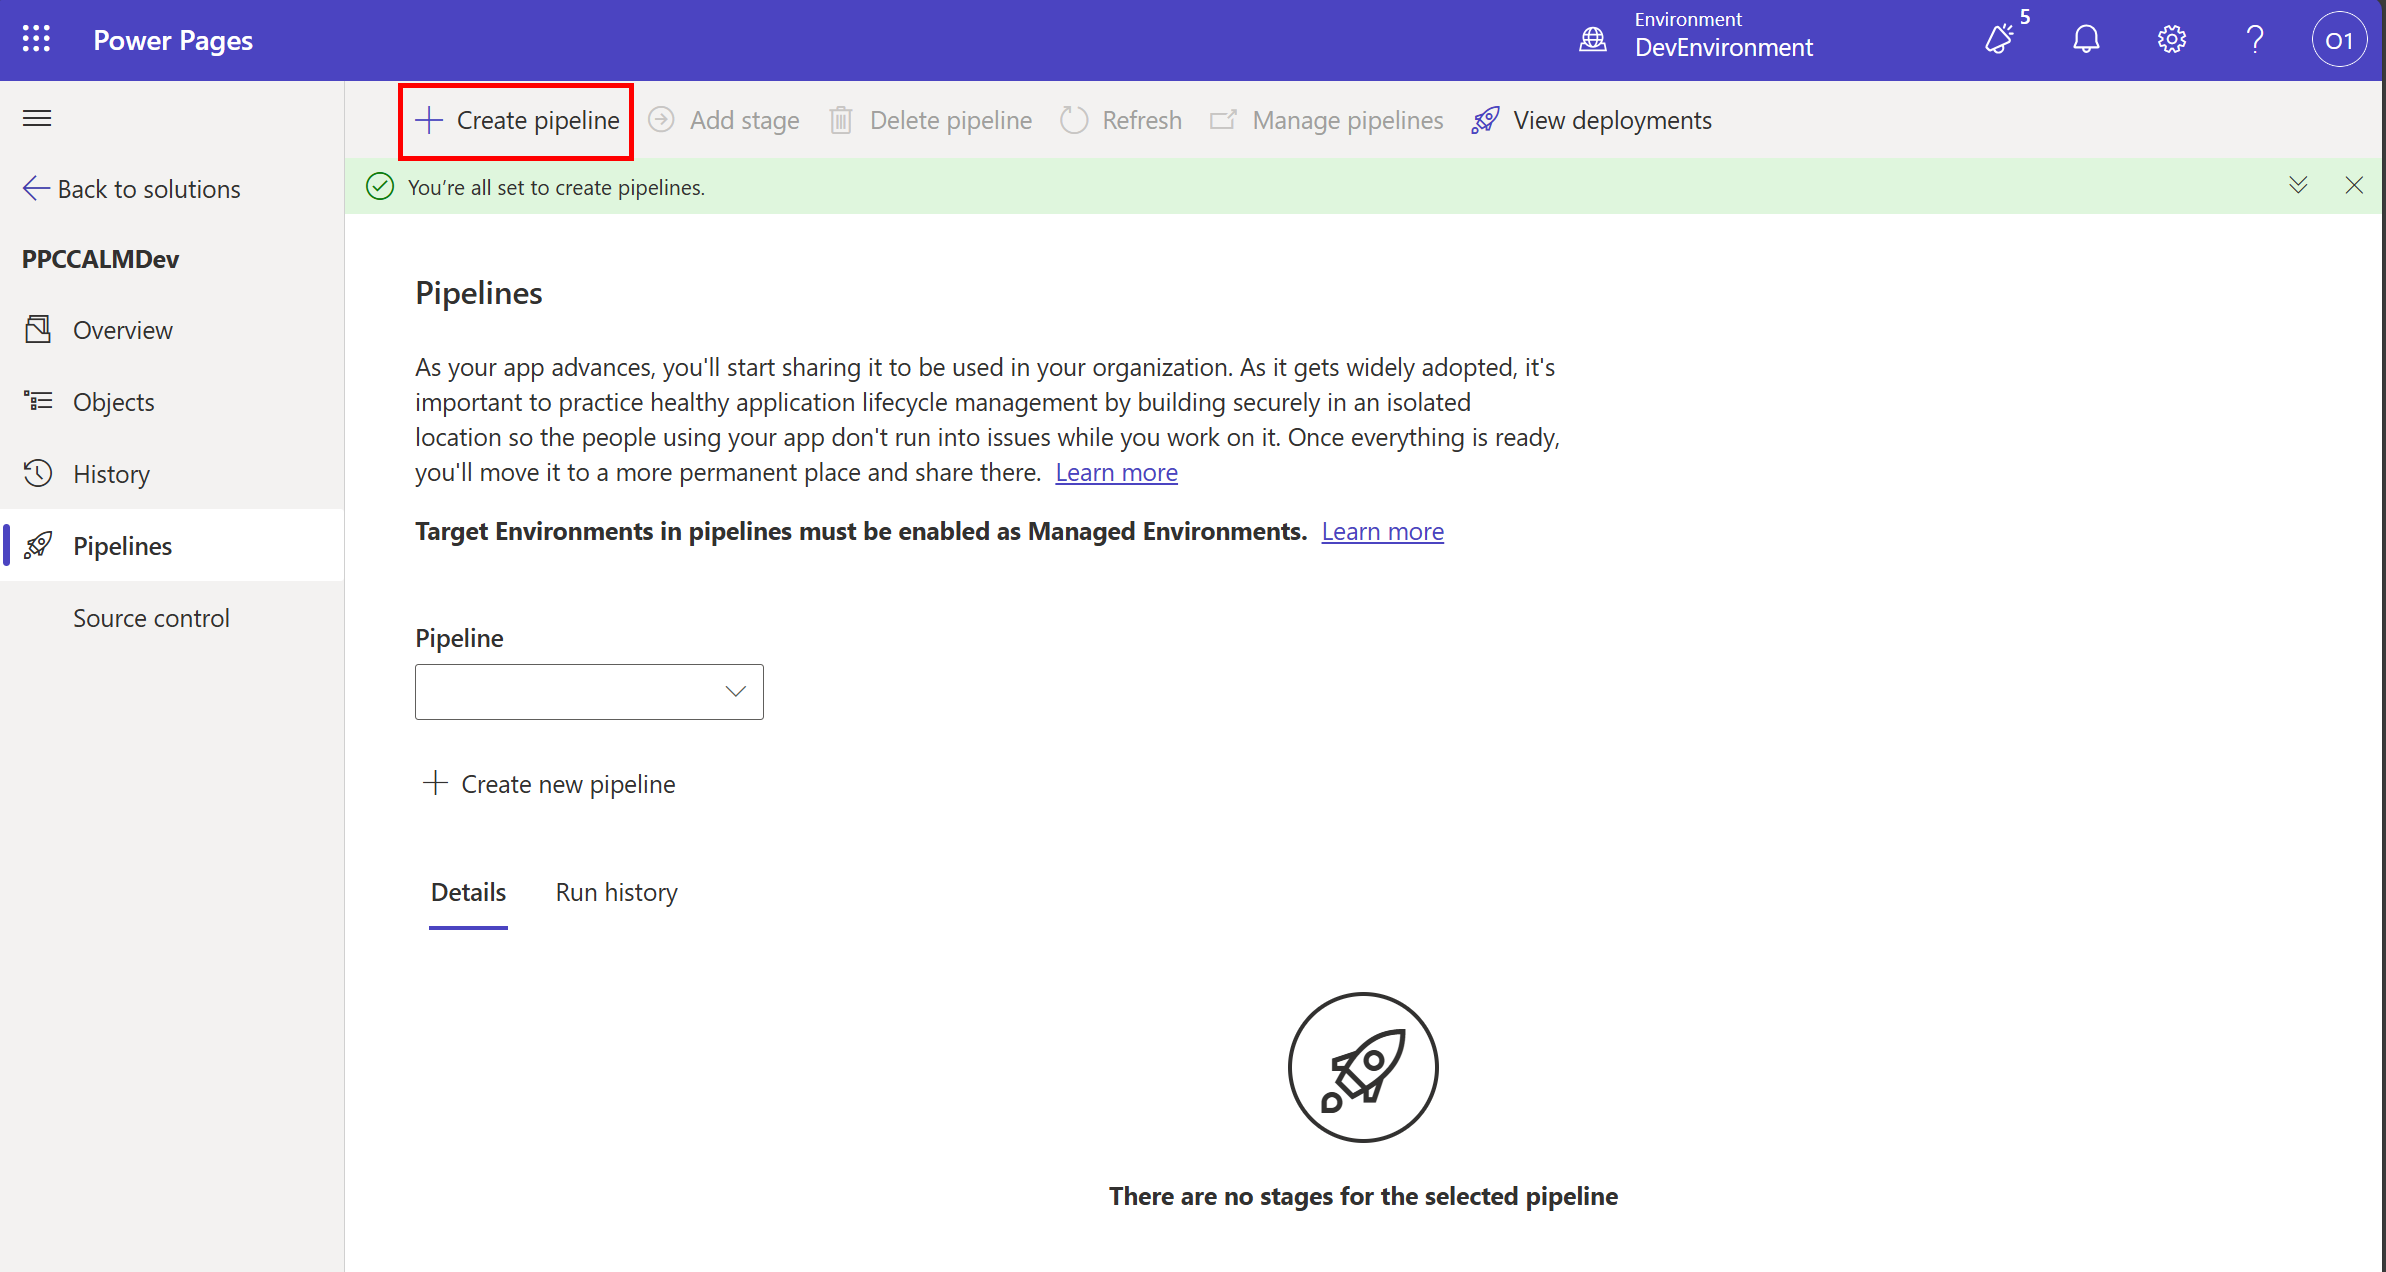 Power Pages
Environment
DevEnvironment
5
O1
Create pipeline
Add stage
Delete pipeline
Refresh
Manage pipelines
View deployments
You're all set to create pipelines.
Back to solutions
PPCCALMDev
Overview
Objects
History
Pipelines
Source control
Pipelines
As your app advances, you'll start sharing it to be used in your organization. As it gets widely adopted, it's
important to practice healthy application lifecycle management by building securely in an isolated
location so the people using your app don't run into issues while you work on it. Once everything is ready,
you'll move it to a more permanent place and share there. Learn more
Target Environments in pipelines must be enabled as Managed Environments. Learn more
Pipeline
Create new pipeline
Details
Run history
There are no stages for the selected pipeline